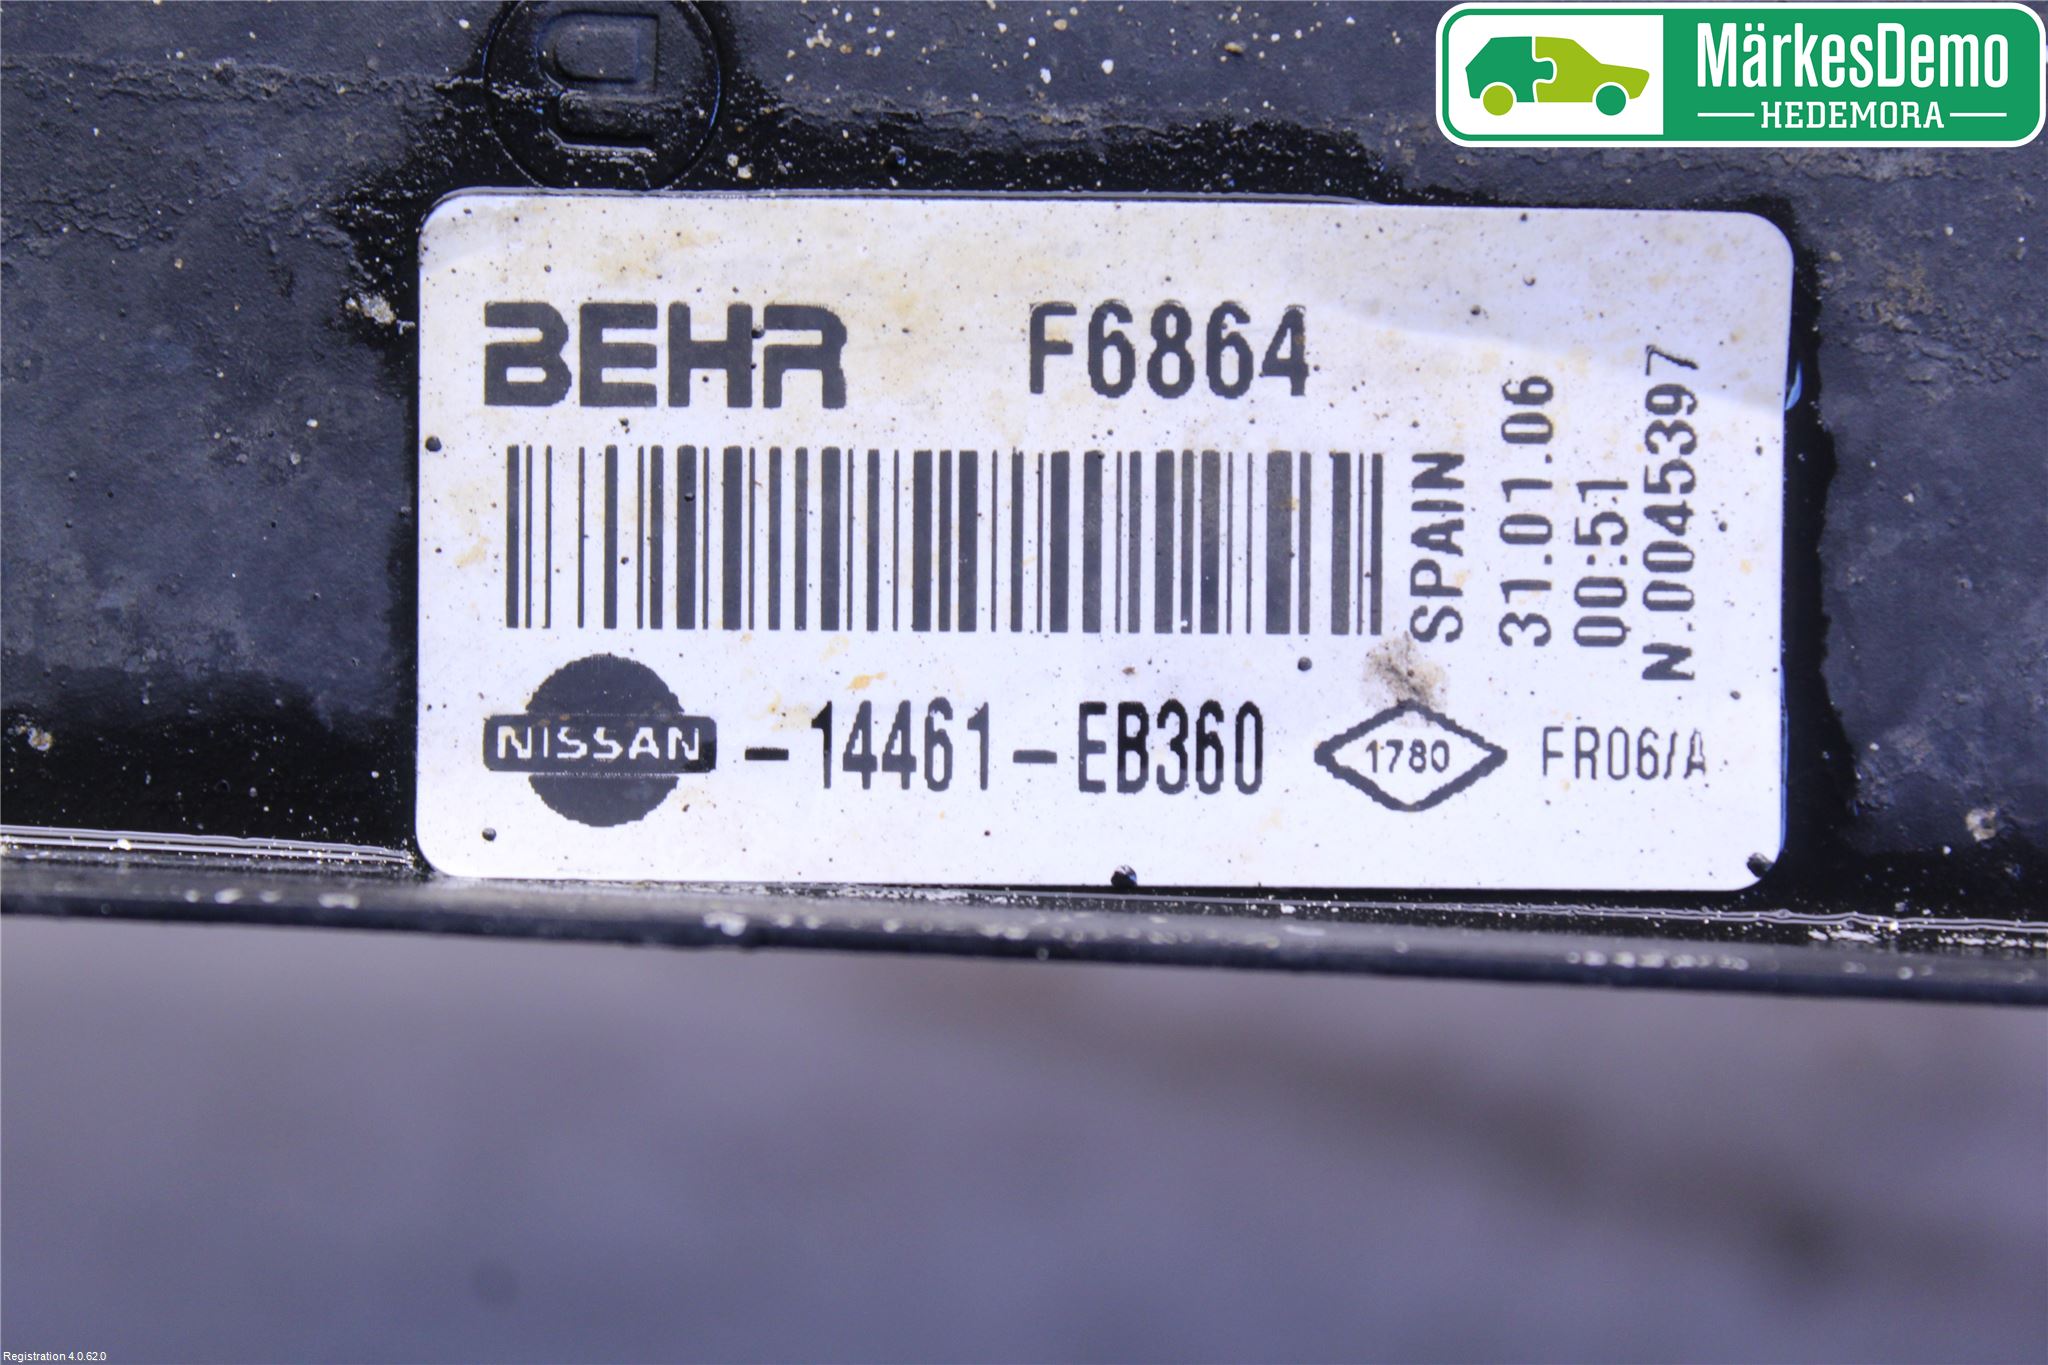 MärkesDemo
HEDEMORA
BEHR F6864
SPAIN
31.01.06
00:51
N.0045397
NISSAN -14461-EB360 1780 FR06/A
Registration 4.0.62.0